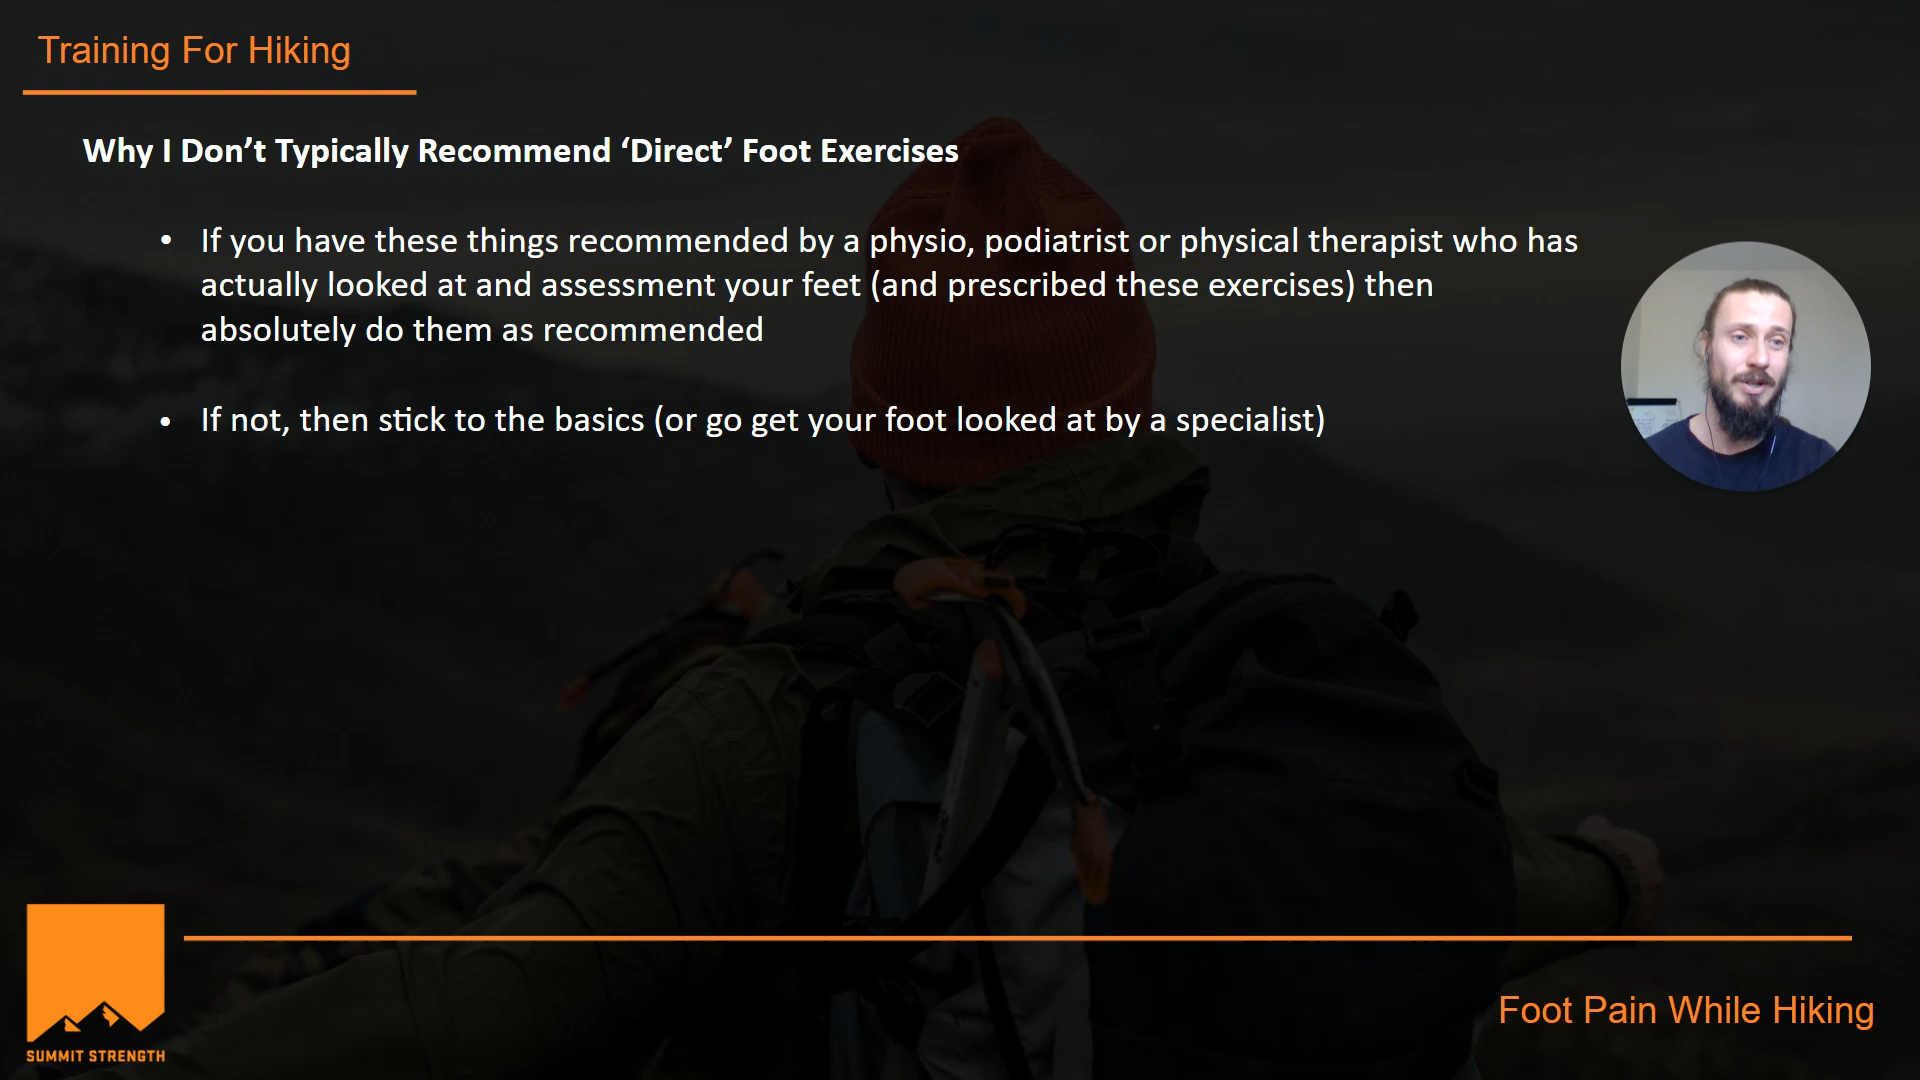 Training For Hiking
Why I Don’t Typically Recommend ‘Direct’ Foot Exercises
• If you have these things recommended by a physio, podiatrist or physical therapist who has
actually looked at and assessment your feet (and prescribed these exercises) then
absolutely do them as recommended
• If not, then stick to the basics (or go get your foot looked at by a specialist)
SUMMIT STRENGTH
Foot Pain While Hiking